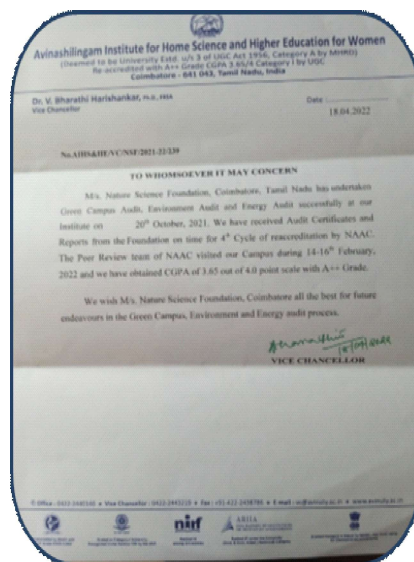 Avinashilingam Institute for Home Science and Higher Education for Women
(Deemed to be University Estd. u/s 3 of UGC Act 1956, Category A by MHRD)
Re-accredited with A++ Grade CGPA 3.65/4 Category I by UGC
Coimbatore - 641 043, Tamil Nadu, India
Dr. V. Bharathi Harishankar,
Vice Chancellor
Date :
18.04.2022
TO WHOMSOEVER IT MAY CONCERN
M/s. Nature Science Foundation, Coimbatore, Tamil Nadu has undertaken
Green Campus Audit, Environment Audit and Energy Audit successfully at our
Institute on 20th October, 2021. We have received Audit Certificates and
Reports from the Foundation on time for 4th Cycle of reaccreditation by NAAC.
The Peer Review team of NAAC visited our Campus during 14-16th February,
2022 and we have obtained CGPA of 3.65 out of 4.0 point scale with A++ Grade.
We wish M/s. Nature Science Foundation, Coimbatore all the best for future
endeavours in the Green Campus, Environment and Energy audit process.
VICE CHANCELLOR
nirf
ARIIA